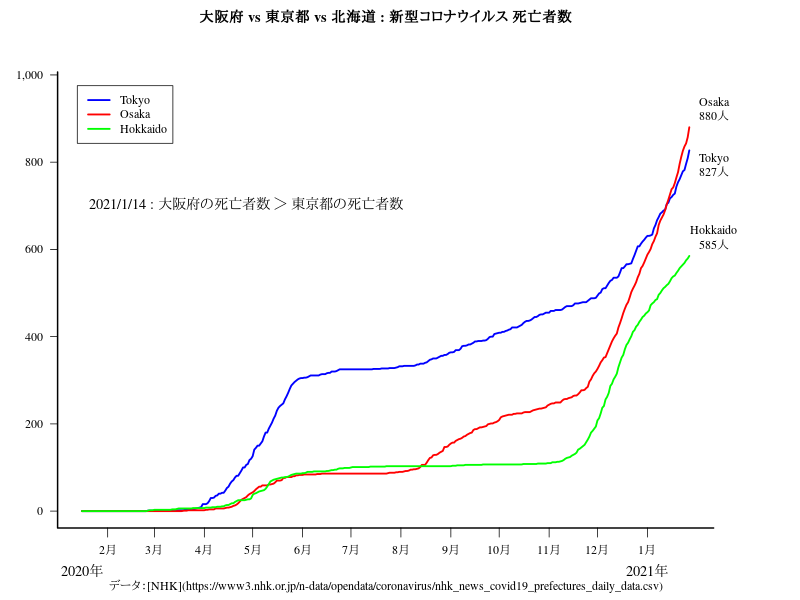 大阪府 vs 東京都 vs 北海道 : 新型コロナウイルス 死亡者数
1,000
800
600
400
200
0
Tokyo
Osaka
Hokkaido
2021/1/14 : 大阪府の死亡者数 > 東京都の死亡者数
Osaka
880人
Tokyo
827人
Hokkaido
585人
2月 3月 4月 5月 6月 7月 8月 9月 10月 11月 12月 1月
2020年 2021年
データ:[NHK](https://www3.nhk.or.jp/n-data/opendata/coronavirus/nhk_news_covid19_prefectures_daily_data.csv)